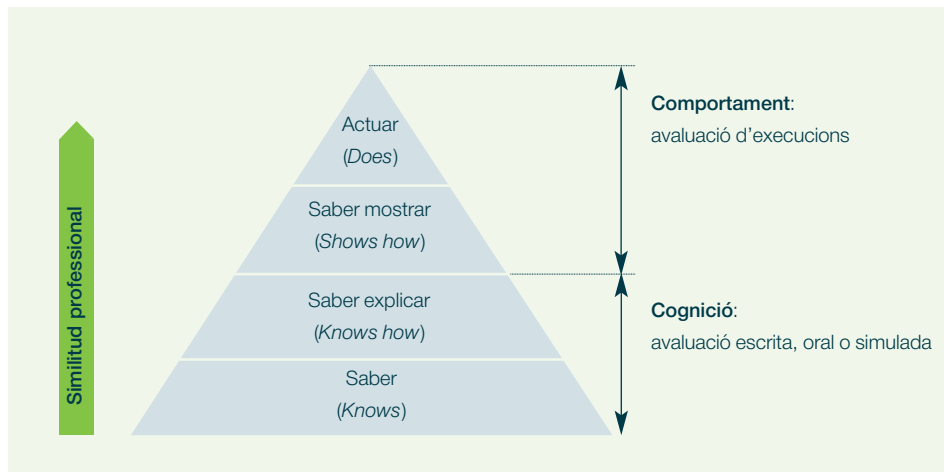 Actuar
(Does)
Saber mostrar
(Shows how)
Saber explicar
(Knows how)
Saber
(Knows)
Similitud professional
Comportament:
avaluació d’execucions
Cognició:
avaluació escrita, oral o simulada